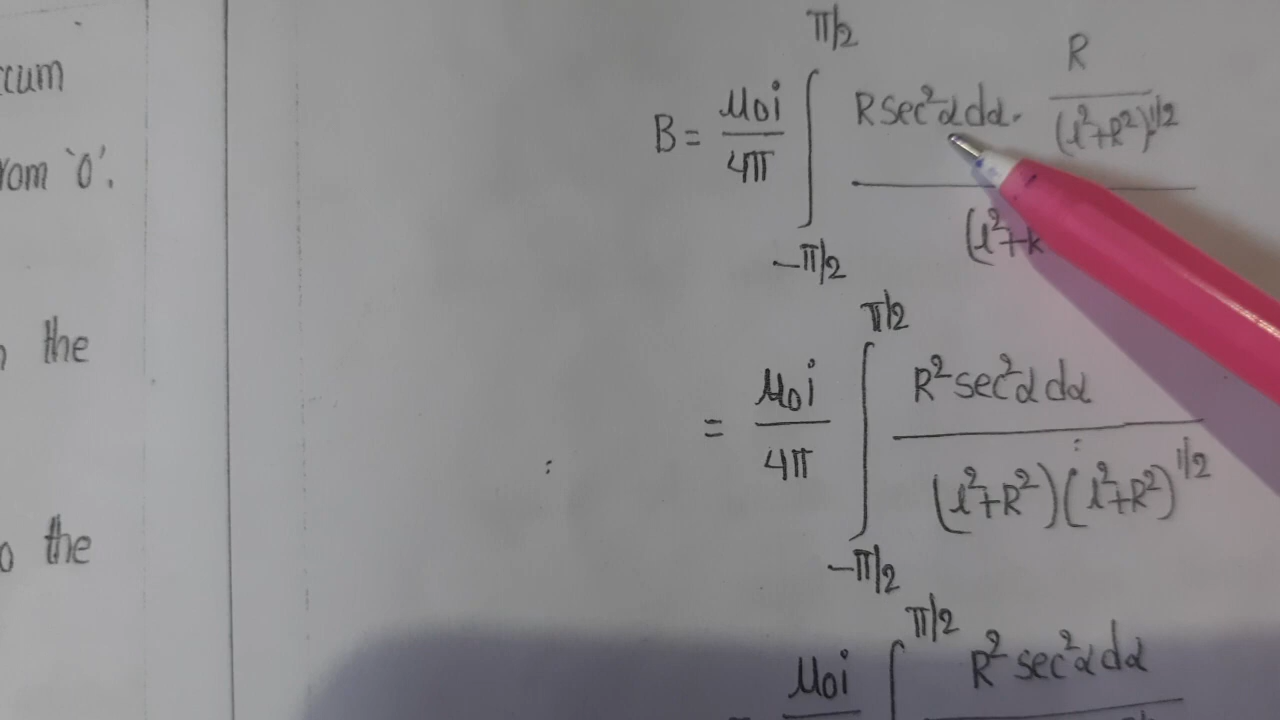 cum
rom 'o'.
the
the
B = μ₀i/4π ∫_{-π/2}^{π/2} R sec²α dα · R/(l²+R²)^{1/2} / (l²+R
= μ₀i/4π ∫_{-π/2}^{π/2} R² sec²α dα / (l²+R²)(l²+R²)^{1/2}
= μ₀i ∫^{π/2} R² sec²α dα